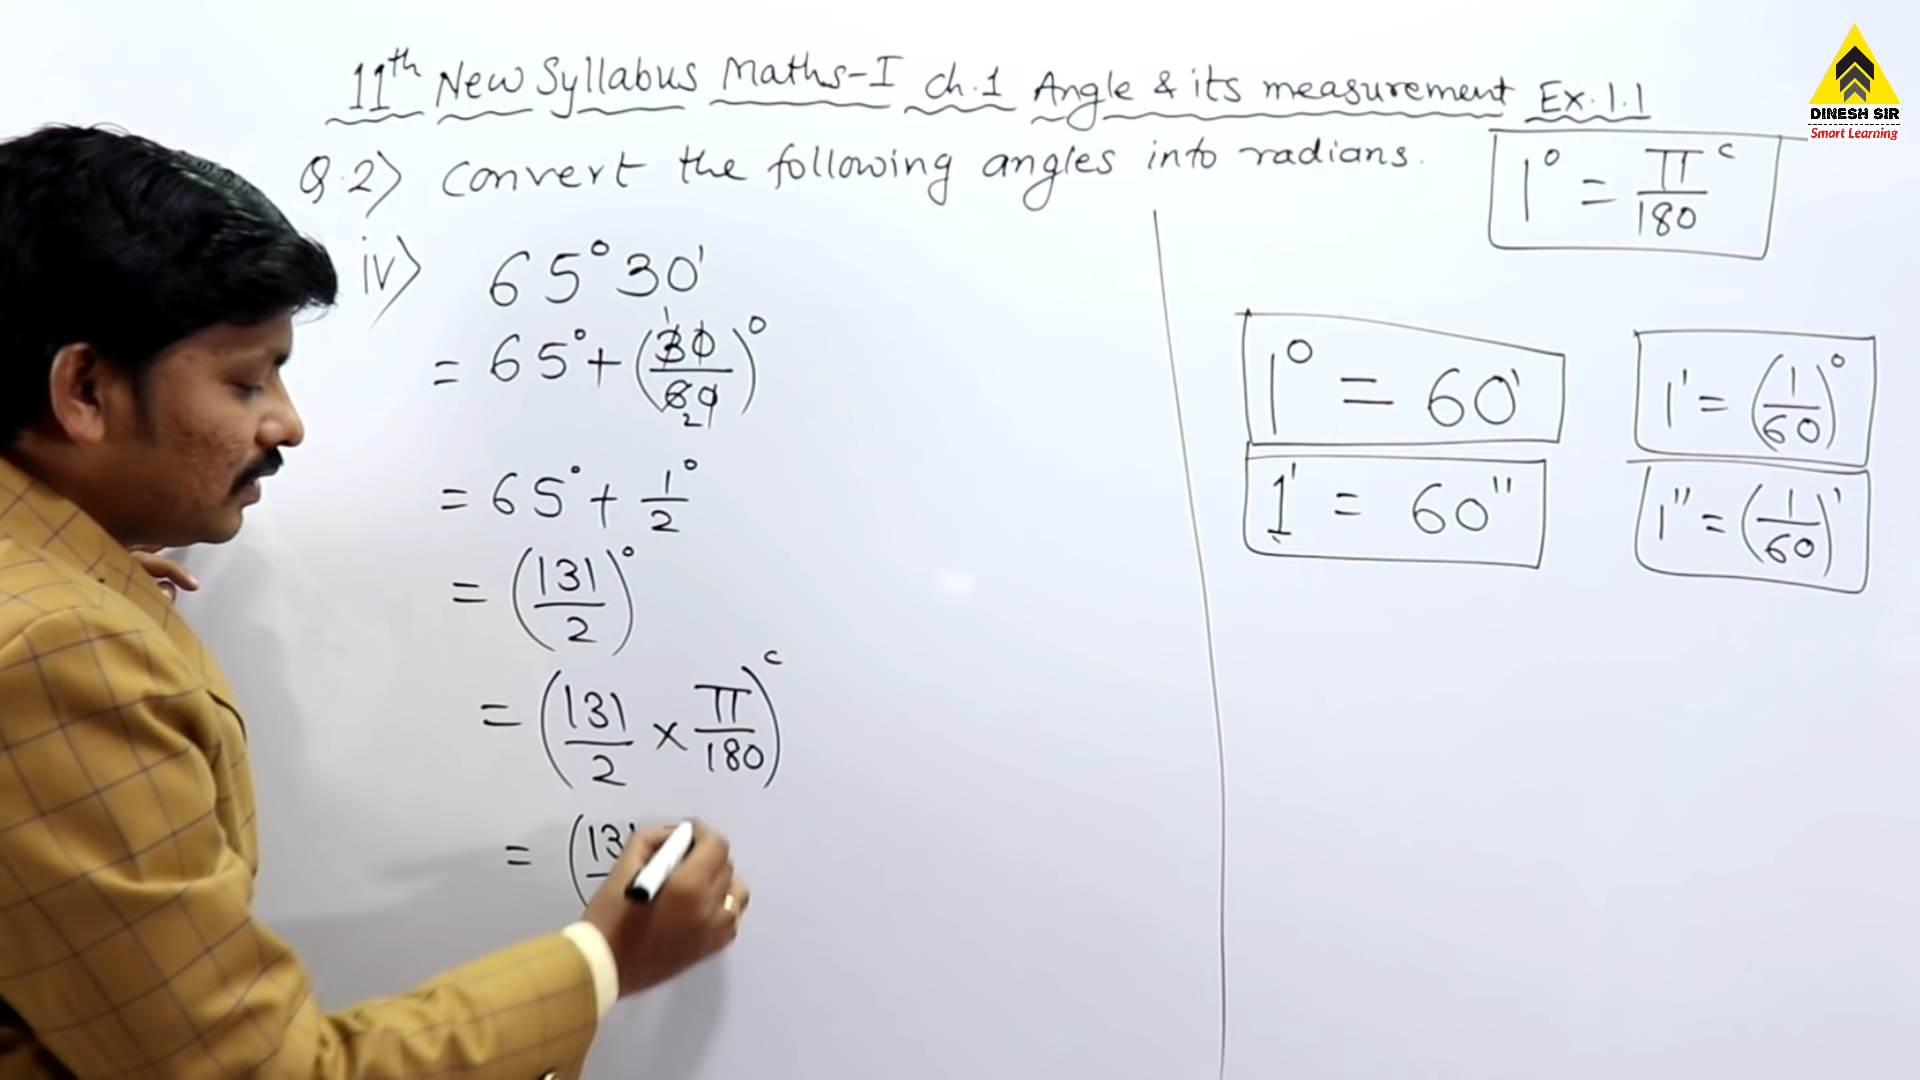 11th New Syllabus Maths-I ch.1 Angle & its measurement Ex.1.1
DINESH SIR
Smart Learning
Q.2> Convert the following angles into radians.
1° = π/180 ᶜ
iv> 65°30'
= 65° + (30/60)° 1 2
= 65° + 1/2°
= (131/2)°
= (131/2 × π/180)ᶜ
= (131
1° = 60'
1' = (1/60)°
1' = 60"
1" = (1/60)'